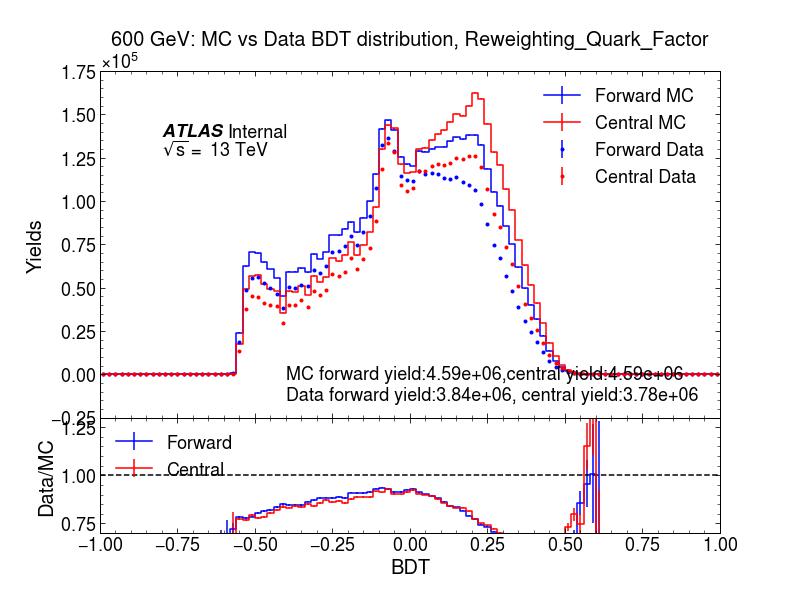 600 GeV: MC vs Data BDT distribution, Reweighting_Quark_Factor
×10⁵
1.75
1.50
1.25
1.00
0.75
0.50
0.25
0.00
−0.25
Yields
ATLAS Internal
√s = 13 TeV
Forward MC
Central MC
Forward Data
Central Data
MC forward yield:4.59e+06,central yield:4.59e+06
Data forward yield:3.84e+06, central yield:3.78e+06
1.25
1.00
0.75
Data/MC
Forward
Central
−1.00 −0.75 −0.50 −0.25 0.00 0.25 0.50 0.75 1.00
BDT